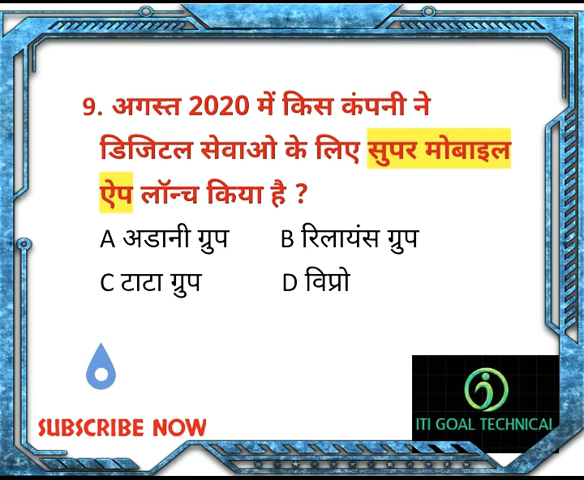 9. अगस्त 2020 में किस कंपनी ने
डिजिटल सेवाओ के लिए सुपर मोबाइल
ऐप लॉन्च किया है ?
A अडानी ग्रुप B रिलायंस ग्रुप
C टाटा ग्रुप D विप्रो
ITI GOAL TECHNICAL
SUBSCRIBE NOW